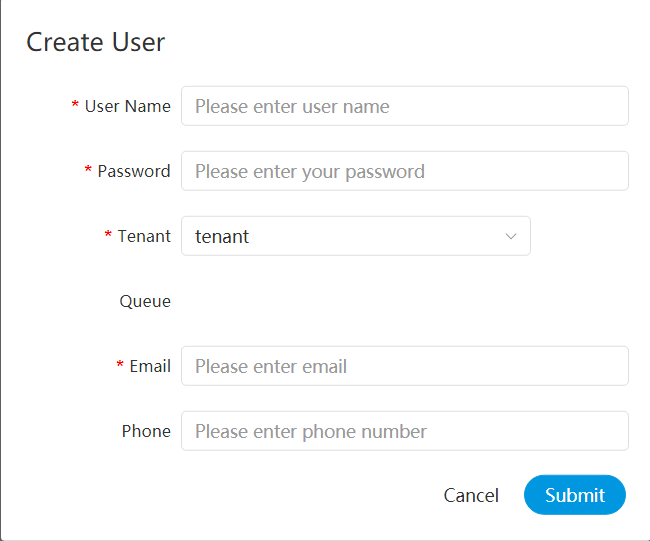 Create User
* User Name Please enter user name
* Password Please enter your password
* Tenant tenant
Queue
* Email Please enter email
Phone Please enter phone number
Cancel Submit